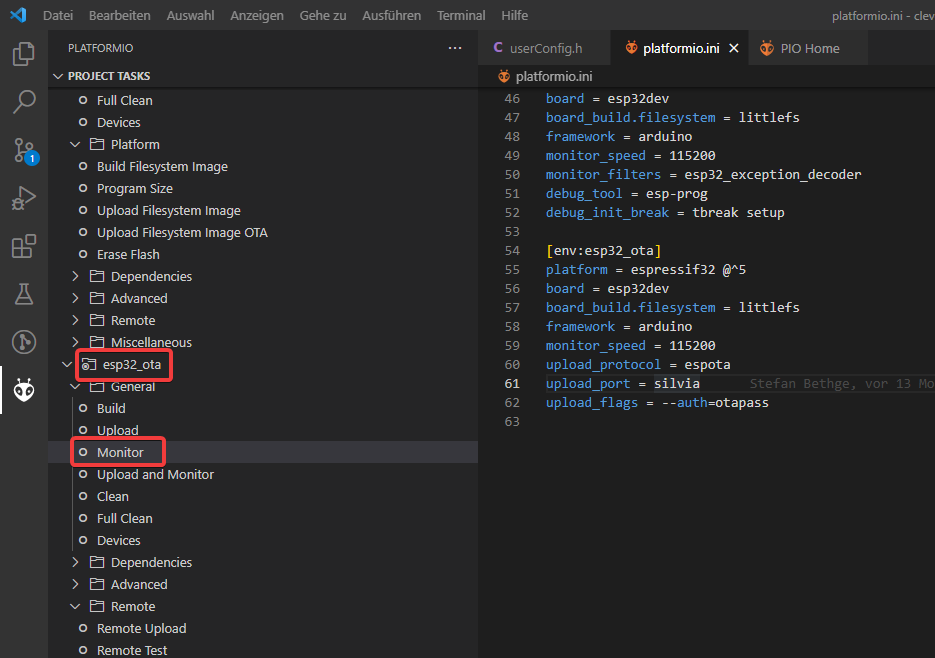 Datei Bearbeiten Auswahl Anzeigen Gehe zu Ausführen Terminal Hilfe platformio.ini - clev
PLATFORMIO ...
userConfig.h platformio.ini PIO Home
PROJECT TASKS
platformio.ini
Full Clean
Devices
Platform
Build Filesystem Image
Program Size
Upload Filesystem Image
Upload Filesystem Image OTA
Erase Flash
Dependencies
Advanced
Remote
Miscellaneous
esp32_ota
General
Build
Upload
Monitor
Upload and Monitor
Clean
Full Clean
Devices
Dependencies
Advanced
Remote
Remote Upload
Remote Test
1
46 board = esp32dev
47 board_build.filesystem = littlefs
48 framework = arduino
49 monitor_speed = 115200
50 monitor_filters = esp32_exception_decoder
51 debug_tool = esp-prog
52 debug_init_break = tbreak setup
53
54 [env:esp32_ota]
55 platform = espressif32 @^5
56 board = esp32dev
57 board_build.filesystem = littlefs
58 framework = arduino
59 monitor_speed = 115200
60 upload_protocol = espota
61 upload_port = silvia Stefan Bethge, vor 13 Mo
62 upload_flags = --auth=otapass
63